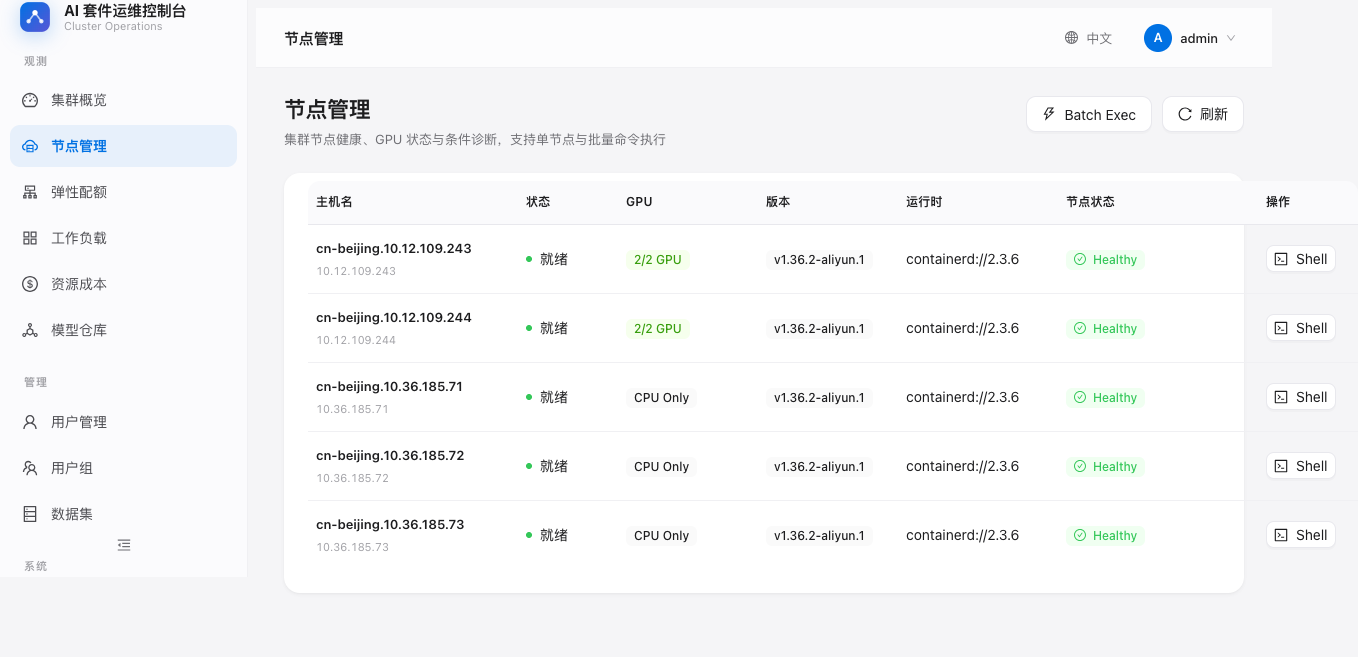 AI 套件运维控制台
Cluster Operations
观测
集群概览
节点管理
弹性配额
工作负载
资源成本
模型仓库
管理
用户管理
用户组
数据集
系统
节点管理
中文
A
admin
节点管理
集群节点健康、GPU 状态与条件诊断，支持单节点与批量命令执行
Batch Exec
刷新
主机名 状态 GPU 版本 运行时 节点状态 操作
cn-beijing.10.12.109.243
10.12.109.243
就绪 2/2 GPU v1.36.2-aliyun.1 containerd://2.3.6 Healthy Shell
cn-beijing.10.12.109.244
10.12.109.244
就绪 2/2 GPU v1.36.2-aliyun.1 containerd://2.3.6 Healthy Shell
cn-beijing.10.36.185.71
10.36.185.71
就绪 CPU Only v1.36.2-aliyun.1 containerd://2.3.6 Healthy Shell
cn-beijing.10.36.185.72
10.36.185.72
就绪 CPU Only v1.36.2-aliyun.1 containerd://2.3.6 Healthy Shell
cn-beijing.10.36.185.73
10.36.185.73
就绪 CPU Only v1.36.2-aliyun.1 containerd://2.3.6 Healthy Shell